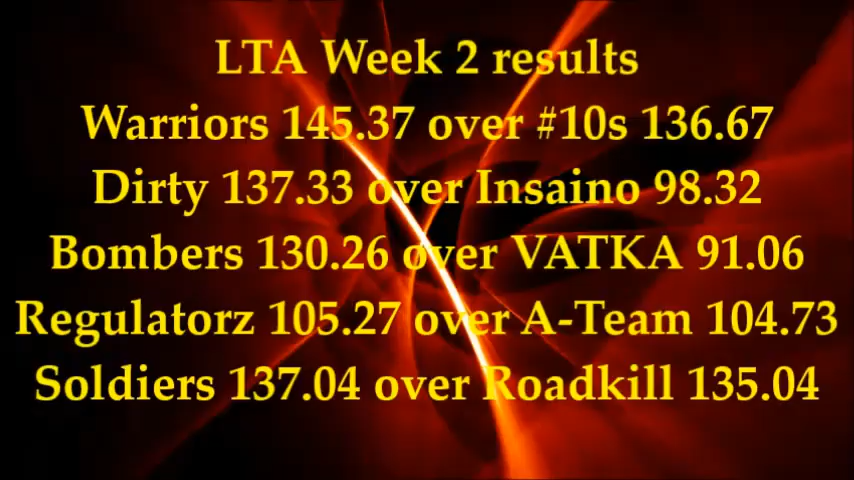 LTA Week 2 results
Warriors 145.37 over #10s 136.67
Dirty 137.33 over Insaino 98.32
Bombers 130.26 over VATKA 91.06
Regulatorz 105.27 over A-Team 104.73
Soldiers 137.04 over Roadkill 135.04